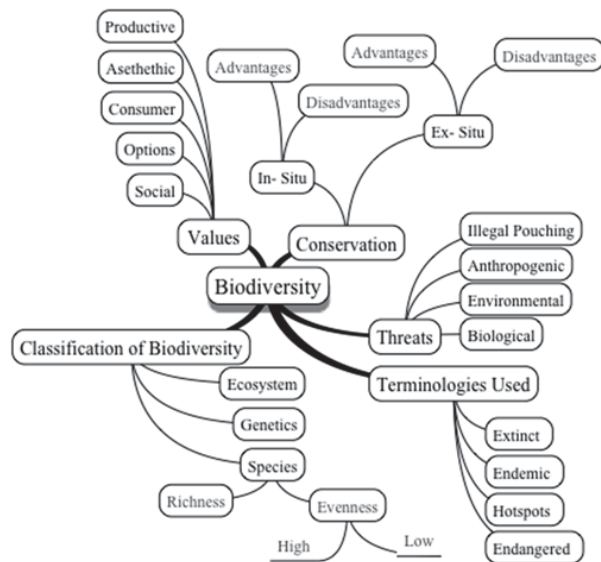 Productive
Asethethic
Consumer
Options
Social
Values
Advantages
Disadvantages
In- Situ
Advantages
Disadvantages
Ex- Situ
Conservation
Biodiversity
Illegal Pouching
Anthropogenic
Environmental
Biological
Threats
Classification of Biodiversity
Ecosystem
Genetics
Species
Richness
Evenness
High
Low
Terminologies Used
Extinct
Endemic
Hotspots
Endangered